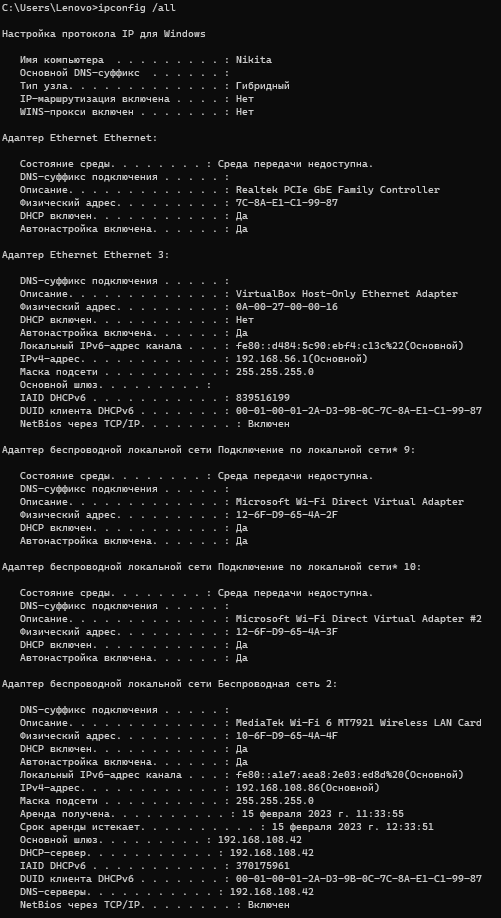 C:\Users\Lenovo>ipconfig /all

Настройка протокола IP для Windows

   Имя компьютера  . . . . . . . . . : Nikita
   Основной DNS-суффикс  . . . . . . :
   Тип узла. . . . . . . . . . . . . : Гибридный
   IP-маршрутизация включена . . . . : Нет
   WINS-прокси включен . . . . . . . : Нет

Адаптер Ethernet Ethernet:

   Состояние среды. . . . . . . . : Среда передачи недоступна.
   DNS-суффикс подключения . . . . . :
   Описание. . . . . . . . . . . . . : Realtek PCIe GbE Family Controller
   Физический адрес. . . . . . . . . : 7C-8A-E1-C1-99-87
   DHCP включен. . . . . . . . . . . : Да
   Автонастройка включена. . . . . . : Да

Адаптер Ethernet Ethernet 3:

   DNS-суффикс подключения . . . . . :
   Описание. . . . . . . . . . . . . : VirtualBox Host-Only Ethernet Adapter
   Физический адрес. . . . . . . . . : 0A-00-27-00-00-16
   DHCP включен. . . . . . . . . . . : Нет
   Автонастройка включена. . . . . . : Да
   Локальный IPv6-адрес канала . . . : fe80::d484:5c90:ebf4:c13c%22(Основной)
   IPv4-адрес. . . . . . . . . . . . : 192.168.56.1(Основной)
   Маска подсети . . . . . . . . . . : 255.255.255.0
   Основной шлюз. . . . . . . . . :
   IAID DHCPv6 . . . . . . . . . . . : 839516199
   DUID клиента DHCPv6 . . . . . . . : 00-01-00-01-2A-D3-9B-0C-7C-8A-E1-C1-99-87
   NetBios через TCP/IP. . . . . . . . : Включен

Адаптер беспроводной локальной сети Подключение по локальной сети* 9:

   Состояние среды. . . . . . . . : Среда передачи недоступна.
   DNS-суффикс подключения . . . . . :
   Описание. . . . . . . . . . . . . : Microsoft Wi-Fi Direct Virtual Adapter
   Физический адрес. . . . . . . . . : 12-6F-D9-65-4A-2F
   DHCP включен. . . . . . . . . . . : Да
   Автонастройка включена. . . . . . : Да

Адаптер беспроводной локальной сети Подключение по локальной сети* 10:

   Состояние среды. . . . . . . . : Среда передачи недоступна.
   DNS-суффикс подключения . . . . . :
   Описание. . . . . . . . . . . . . : Microsoft Wi-Fi Direct Virtual Adapter #2
   Физический адрес. . . . . . . . . : 12-6F-D9-65-4A-3F
   DHCP включен. . . . . . . . . . . : Да
   Автонастройка включена. . . . . . : Да

Адаптер беспроводной локальной сети Беспроводная сеть 2:

   DNS-суффикс подключения . . . . . :
   Описание. . . . . . . . . . . . . : MediaTek Wi-Fi 6 MT7921 Wireless LAN Card
   Физический адрес. . . . . . . . . : 10-6F-D9-65-4A-4F
   DHCP включен. . . . . . . . . . . : Да
   Автонастройка включена. . . . . . : Да
   Локальный IPv6-адрес канала . . . : fe80::a1e7:aea8:2e03:ed8d%20(Основной)
   IPv4-адрес. . . . . . . . . . . . : 192.168.108.86(Основной)
   Маска подсети . . . . . . . . . . : 255.255.255.0
   Аренда получена. . . . . . . . . . : 15 февраля 2023 г. 11:33:55
   Срок аренды истекает. . . . . . . . . . : 15 февраля 2023 г. 12:33:51
   Основной шлюз. . . . . . . . . : 192.168.108.42
   DHCP-сервер. . . . . . . . . . . : 192.168.108.42
   IAID DHCPv6 . . . . . . . . . . . : 370175961
   DUID клиента DHCPv6 . . . . . . . : 00-01-00-01-2A-D3-9B-0C-7C-8A-E1-C1-99-87
   DNS-серверы. . . . . . . . . . . : 192.168.108.42
   NetBios через TCP/IP. . . . . . . . : Включен